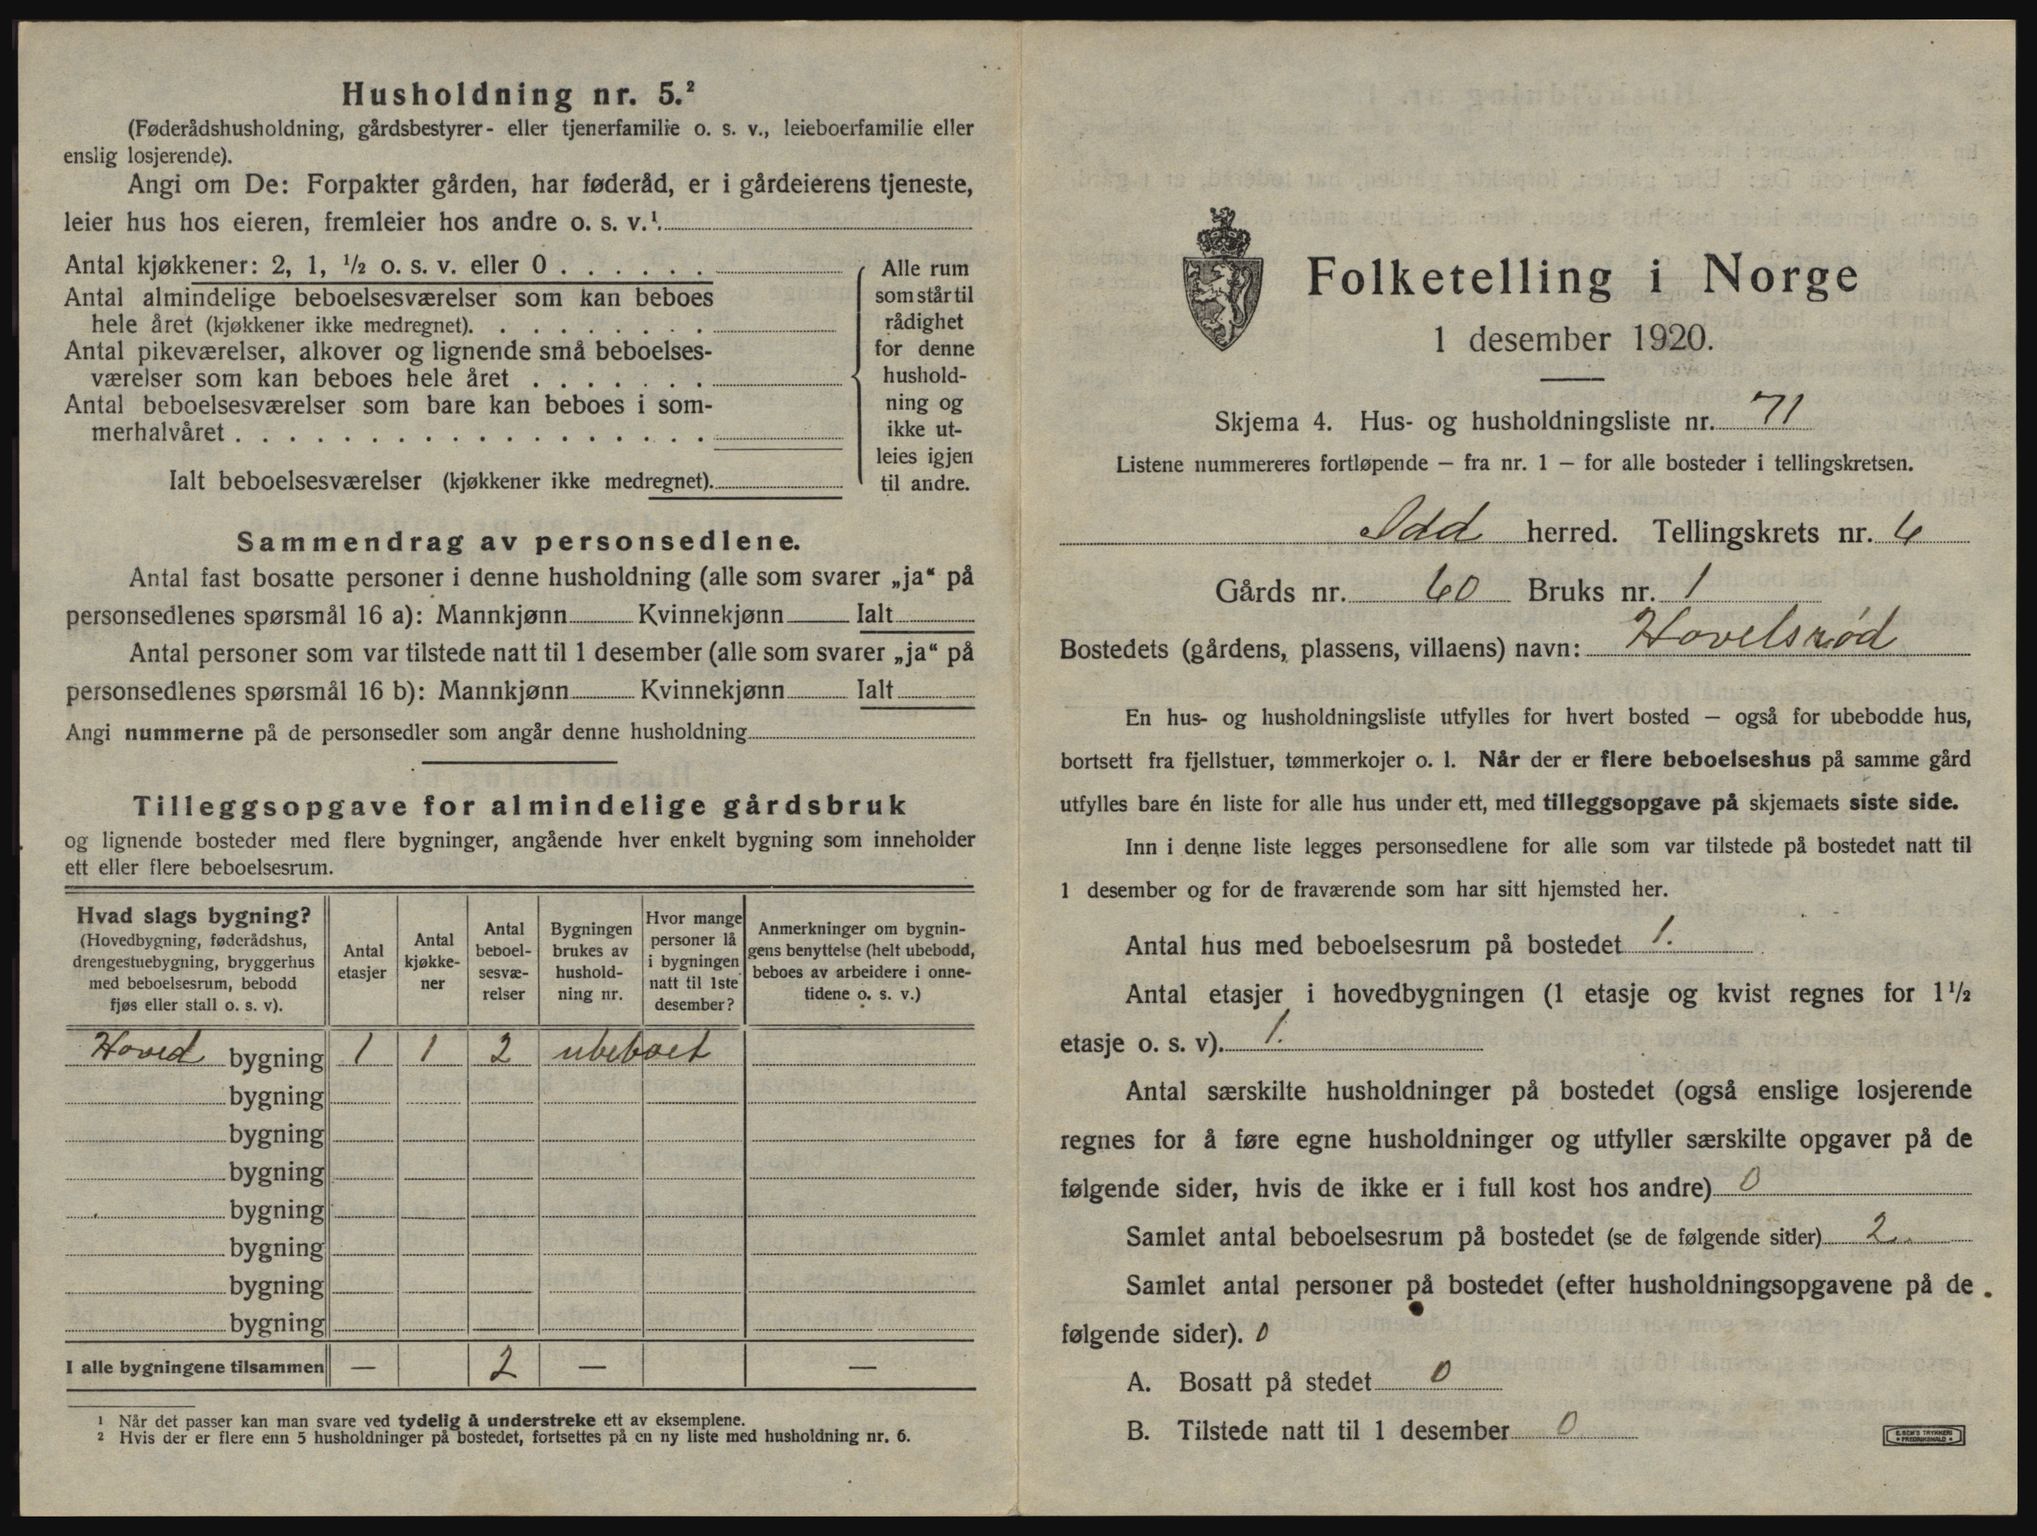 Husholdning nr. 5.²
(Føderådshusholdning, gårdsbestyrer- eller tjenerfamilie o. s. v., leieboerfamilie eller
enslig losjerende).
Angi om De: Forpakter gården, har føderåd, er i gårdeierens tjeneste,
leier hus hos eieren, fremleier hos andre o. s. v.¹.
Antal kjøkkener: 2, 1, ½ o. s. v. eller 0 . . . . . .
Antal almindelige beboelsesværelser som kan beboes
hele året (kjøkkener ikke medregnet). . . . . . . . .
Antal pikeværelser, alkover og lignende små beboelses-
værelser som kan beboes hele året . . . . . . .
Antal beboelsesværelser som bare kan beboes i som-
merhalvåret . . . . . . . . . . . . . . . . . .
Ialt beboelsesværelser (kjøkkener ikke medregnet).
Alle rum
som står til
rådighet
for denne
hushold-
ning og
ikke ut-
leies igjen
til andre.
Sammendrag av personsedlene.
Antal fast bosatte personer i denne husholdning (alle som svarer „ja“ på
personsedlenes spørsmål 16 a): Mannkjønn Kvinnekjønn Ialt
Antal personer som var tilstede natt til 1 desember (alle som svarer „ja“ på
personsedlenes spørsmål 16 b): Mannkjønn Kvinnekjønn Ialt
Angi nummerne på de personsedler som angår denne husholdning
Tilleggsopgave for almindelige gårdsbruk
og lignende bosteder med flere bygninger, angående hver enkelt bygning som inneholder
ett eller flere beboelsesrum.
Hvad slags bygning?
(Hovedbygning, føderådshus,
drengestuebygning, bryggerhus
med beboelsesrum, bebodd
fjøs eller stall o. s. v).
Antal
etasjer
Antal
kjøkke-
ner
Antal
beboel-
sesvæ-
relser
Bygningen
brukes av
hushold-
ning nr.
Hvor mange
personer lå
i bygningen
natt til 1ste
desember?
Anmerkninger om bygnin-
gens benyttelse (helt ubebodd,
beboes av arbeidere i onne-
tidene o. s. v.)
Hoved bygning 1 1 2 ubeboet
bygning
bygning
bygning
bygning
bygning
bygning
bygning
I alle bygningene tilsammen — 2 — —
¹ Når det passer kan man svare ved tydelig å understreke ett av eksemplene.
² Hvis der er flere enn 5 husholdninger på bostedet, fortsettes på en ny liste med husholdning nr. 6.
Folketelling i Norge
1 desember 1920.
Skjema 4. Hus- og husholdningsliste nr. 71
Listene nummereres fortløpende — fra nr. 1 — for alle bosteder i tellingskretsen.
Idd herred. Tellingskrets nr. 6
Gårds nr. 60 Bruks nr. 1
Bostedets (gårdens, plassens, villaens) navn: Hovelsrød
En hus- og husholdningsliste utfylles for hvert bosted — også for ubebodde hus,
bortsett fra fjellstuer, tømmerkojer o. l. Når der er flere beboelseshus på samme gård
utfylles bare én liste for alle hus under ett, med tilleggsopgave på skjemaets siste side.
Inn i denne liste legges personsedlene for alle som var tilstede på bostedet natt til
1 desember og for de fraværende som har sitt hjemsted her.
Antal hus med beboelsesrum på bostedet 1.
Antal etasjer i hovedbygningen (1 etasje og kvist regnes for 1½
etasje o. s. v). 1.
Antal særskilte husholdninger på bostedet (også enslige losjerende
regnes for å føre egne husholdninger og utfyller særskilte opgaver på de
følgende sider, hvis de ikke er i full kost hos andre) 0
Samlet antal beboelsesrum på bostedet (se de følgende sider) 2.
Samlet antal personer på bostedet (efter husholdningsopgavene på de
følgende sider). 0
A. Bosatt på stedet 0
B. Tilstede natt til 1 desember 0